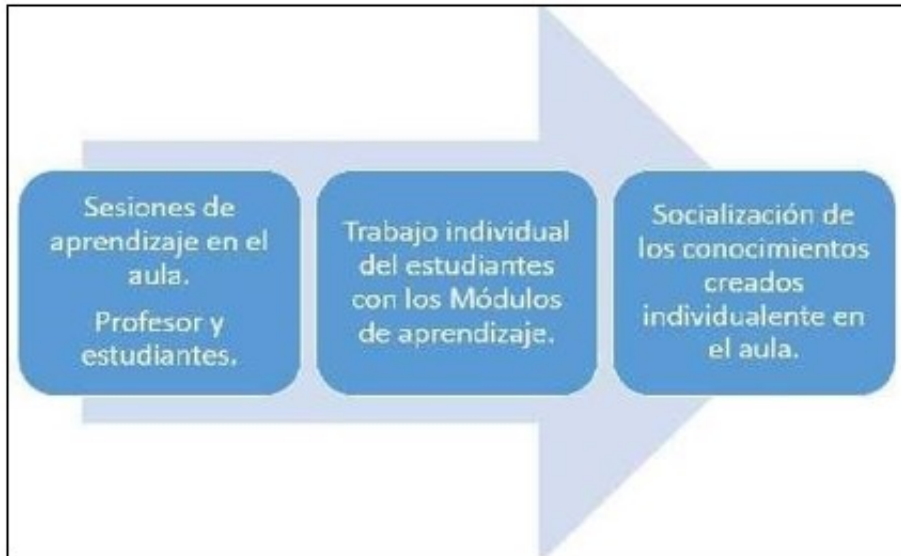 Sesiones de
aprendizaje en el
aula.
Profesor y
estudiantes.
Trabajo individual
del estudiantes
con los Módulos
de aprendizaje.
Socialización de
los conocimientos
creados
individualente en
el aula.